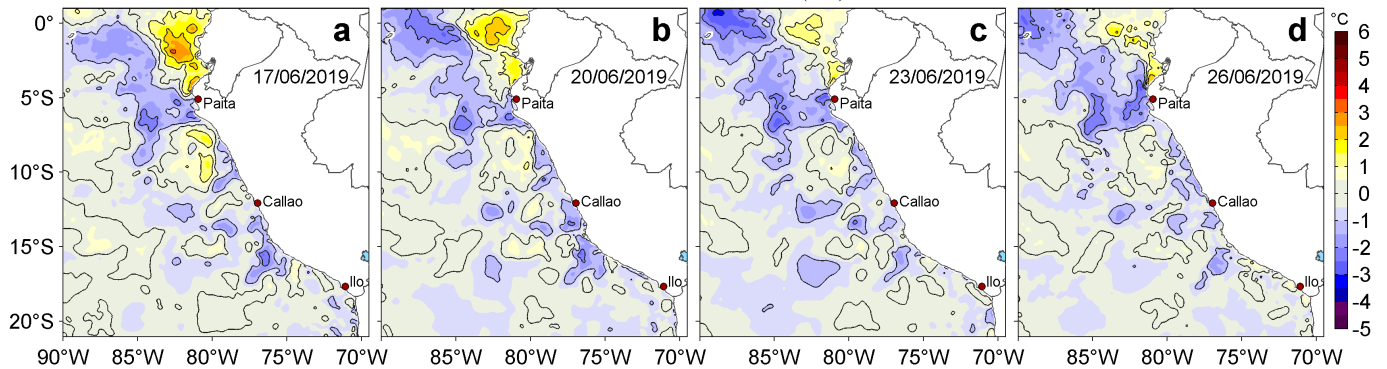 a
17/06/2019
Paita
Callao
Ilo
b
20/06/2019
Paita
Callao
Ilo
c
23/06/2019
Paita
Callao
Ilo
d
26/06/2019
Paita
Callao
Ilo
0°
5°S
10°S
15°S
20°S
90°W 85°W 80°W 75°W 70°W
85°W 80°W 75°W 70°W
85°W 80°W 75°W 70°W
85°W 80°W 75°W 70°W
°C
6
5
4
3
2
1
0
-1
-2
-3
-4
-5